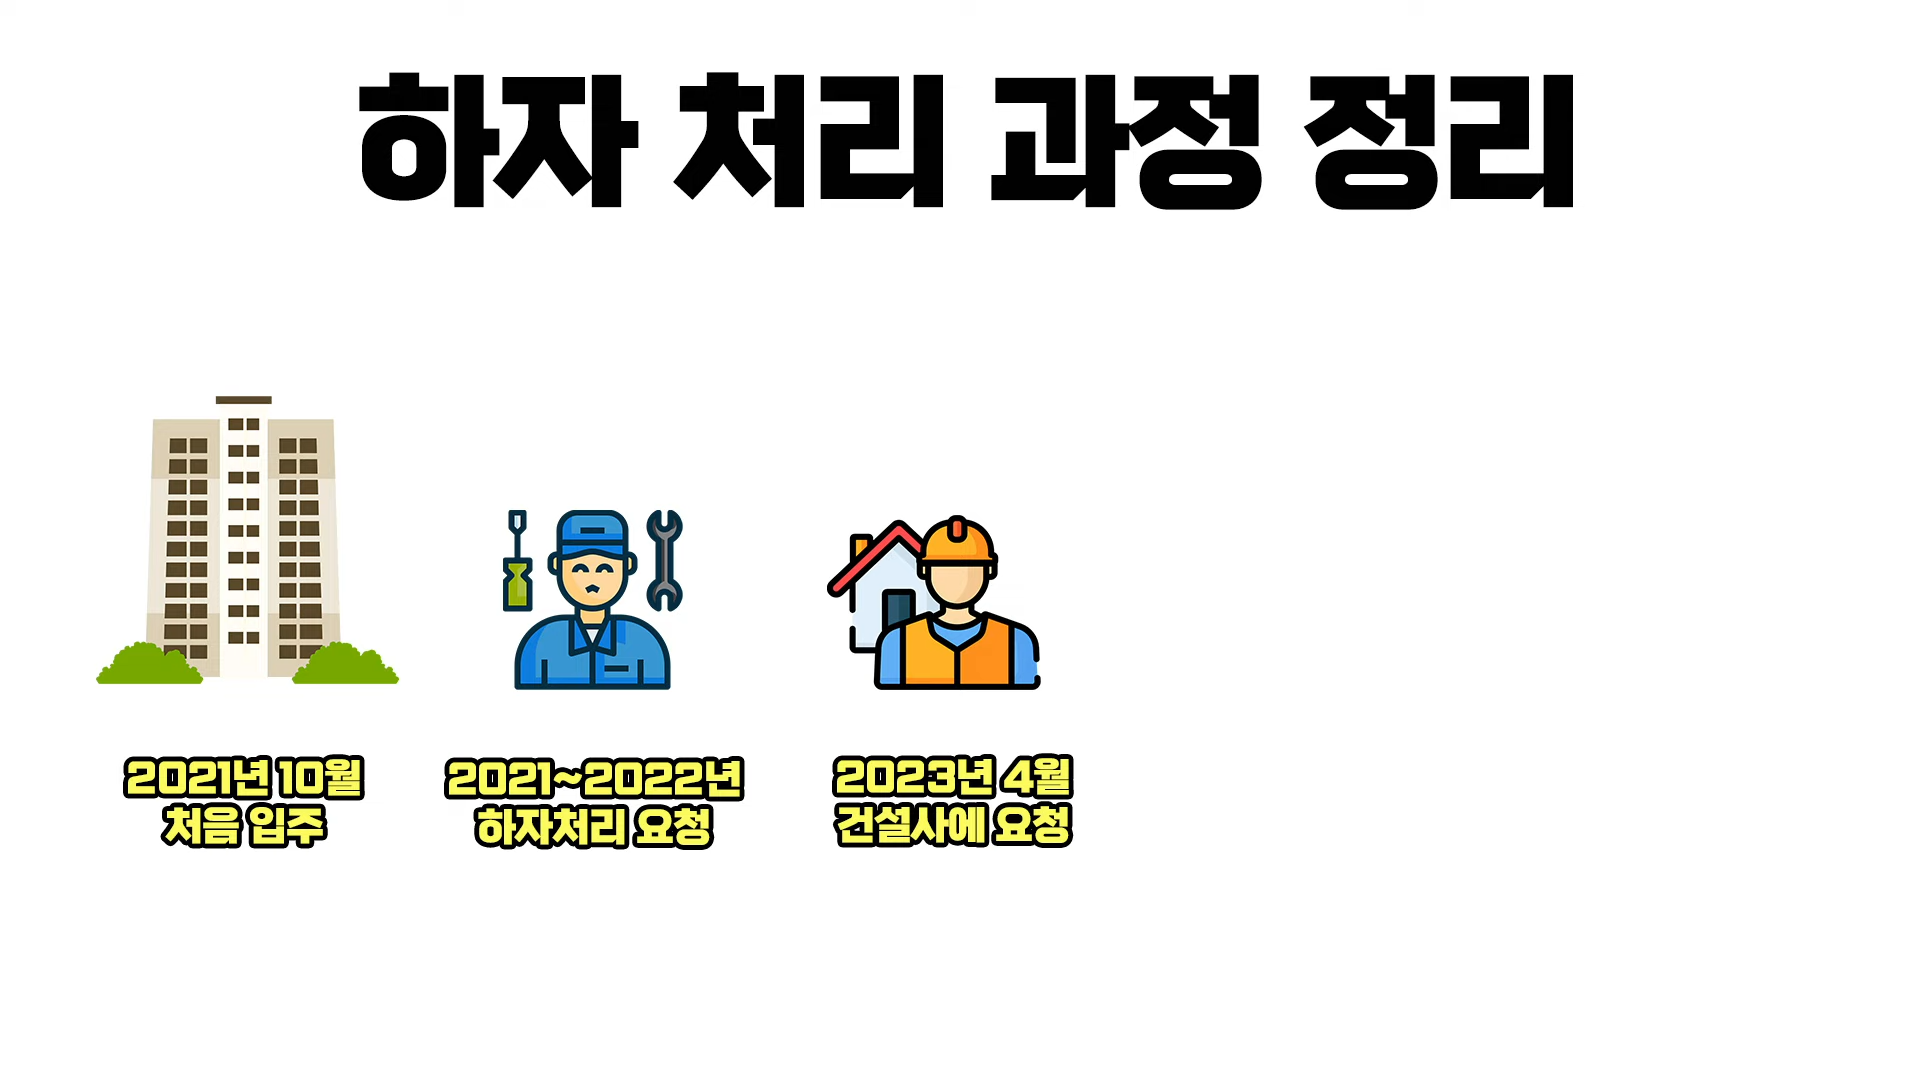 하자 처리 과정 정리
2021년 10월
처음 입주
2021~2022년
하자처리 요청
2023년 4월
건설사에 요청